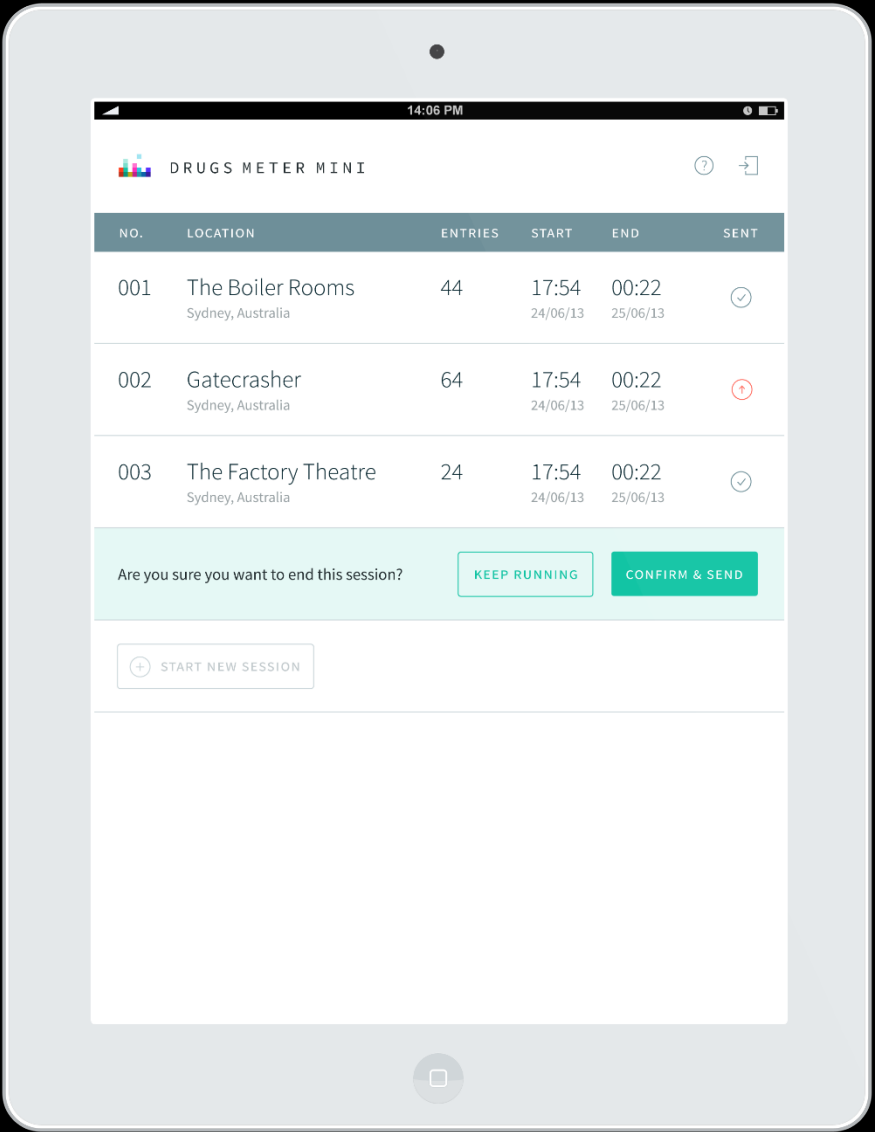 14:06 PM
DRUGS METER MINI
?
NO. LOCATION ENTRIES START END SENT
001 The Boiler Rooms 44 17:54 00:22
Sydney, Australia 24/06/13 25/06/13
002 Gatecrasher 64 17:54 00:22
Sydney, Australia 24/06/13 25/06/13
003 The Factory Theatre 24 17:54 00:22
Sydney, Australia 24/06/13 25/06/13
Are you sure you want to end this session? KEEP RUNNING CONFIRM & SEND
START NEW SESSION